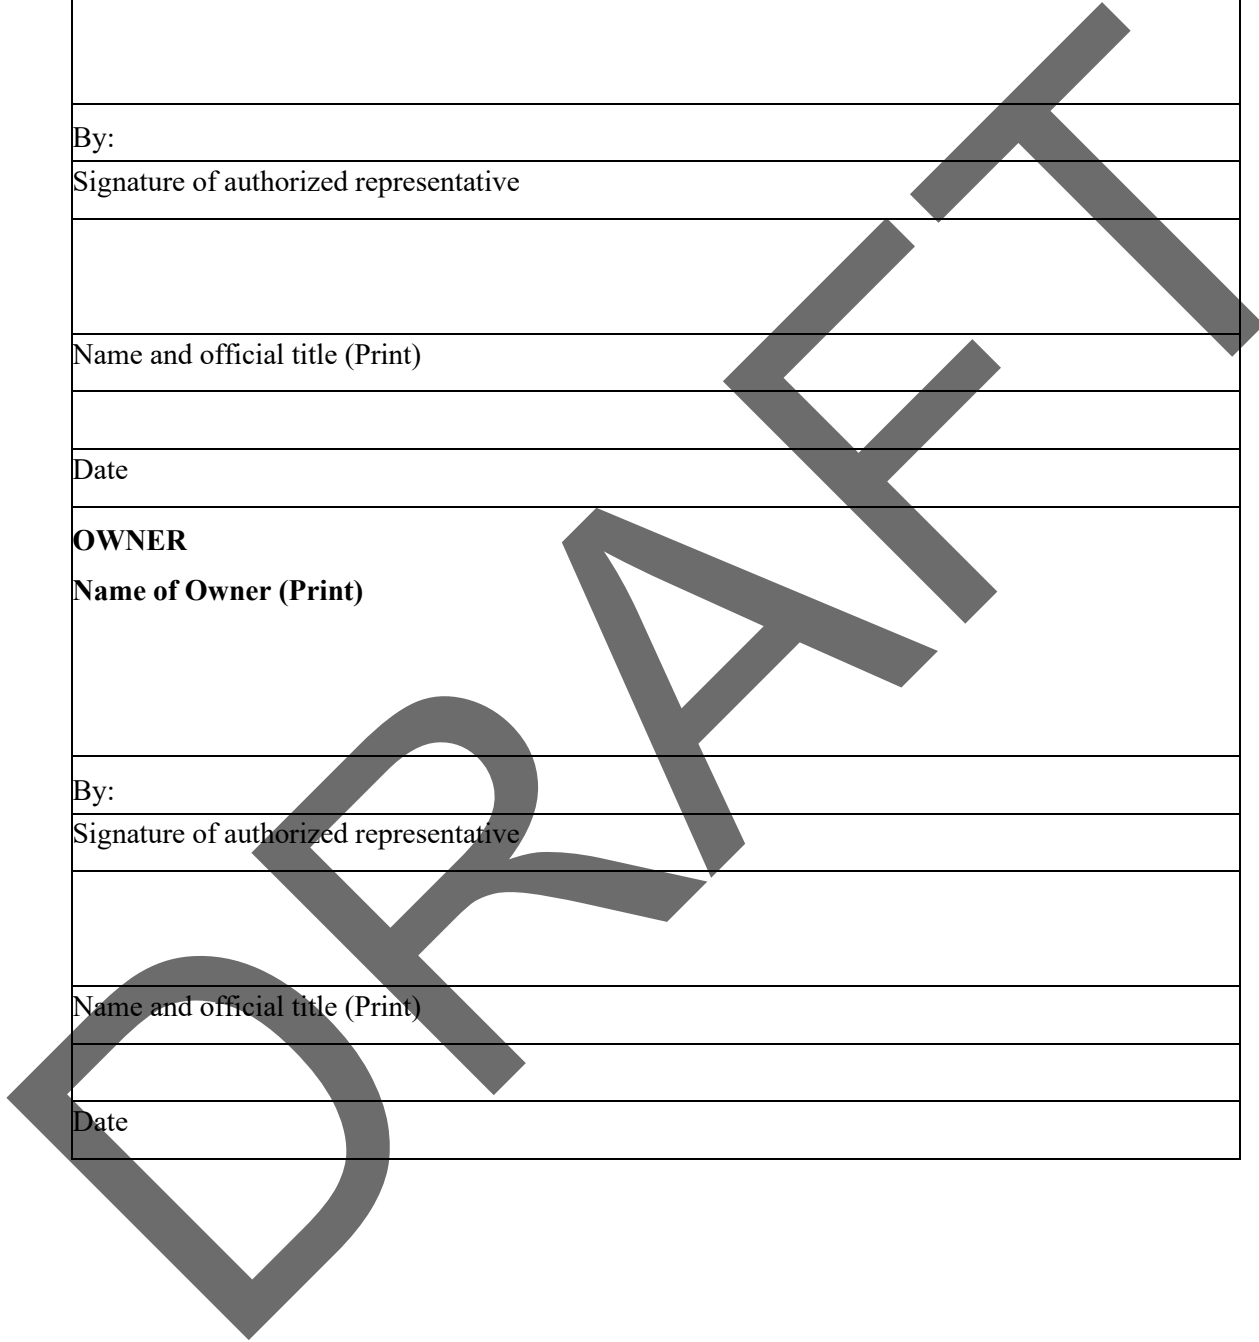 By:
Signature of authorized representative
Name and official title (Print)
Date
OWNER
Name of Owner (Print)
By:
Signature of authorized representative
Name and official title (Print)
Date
DRAFT